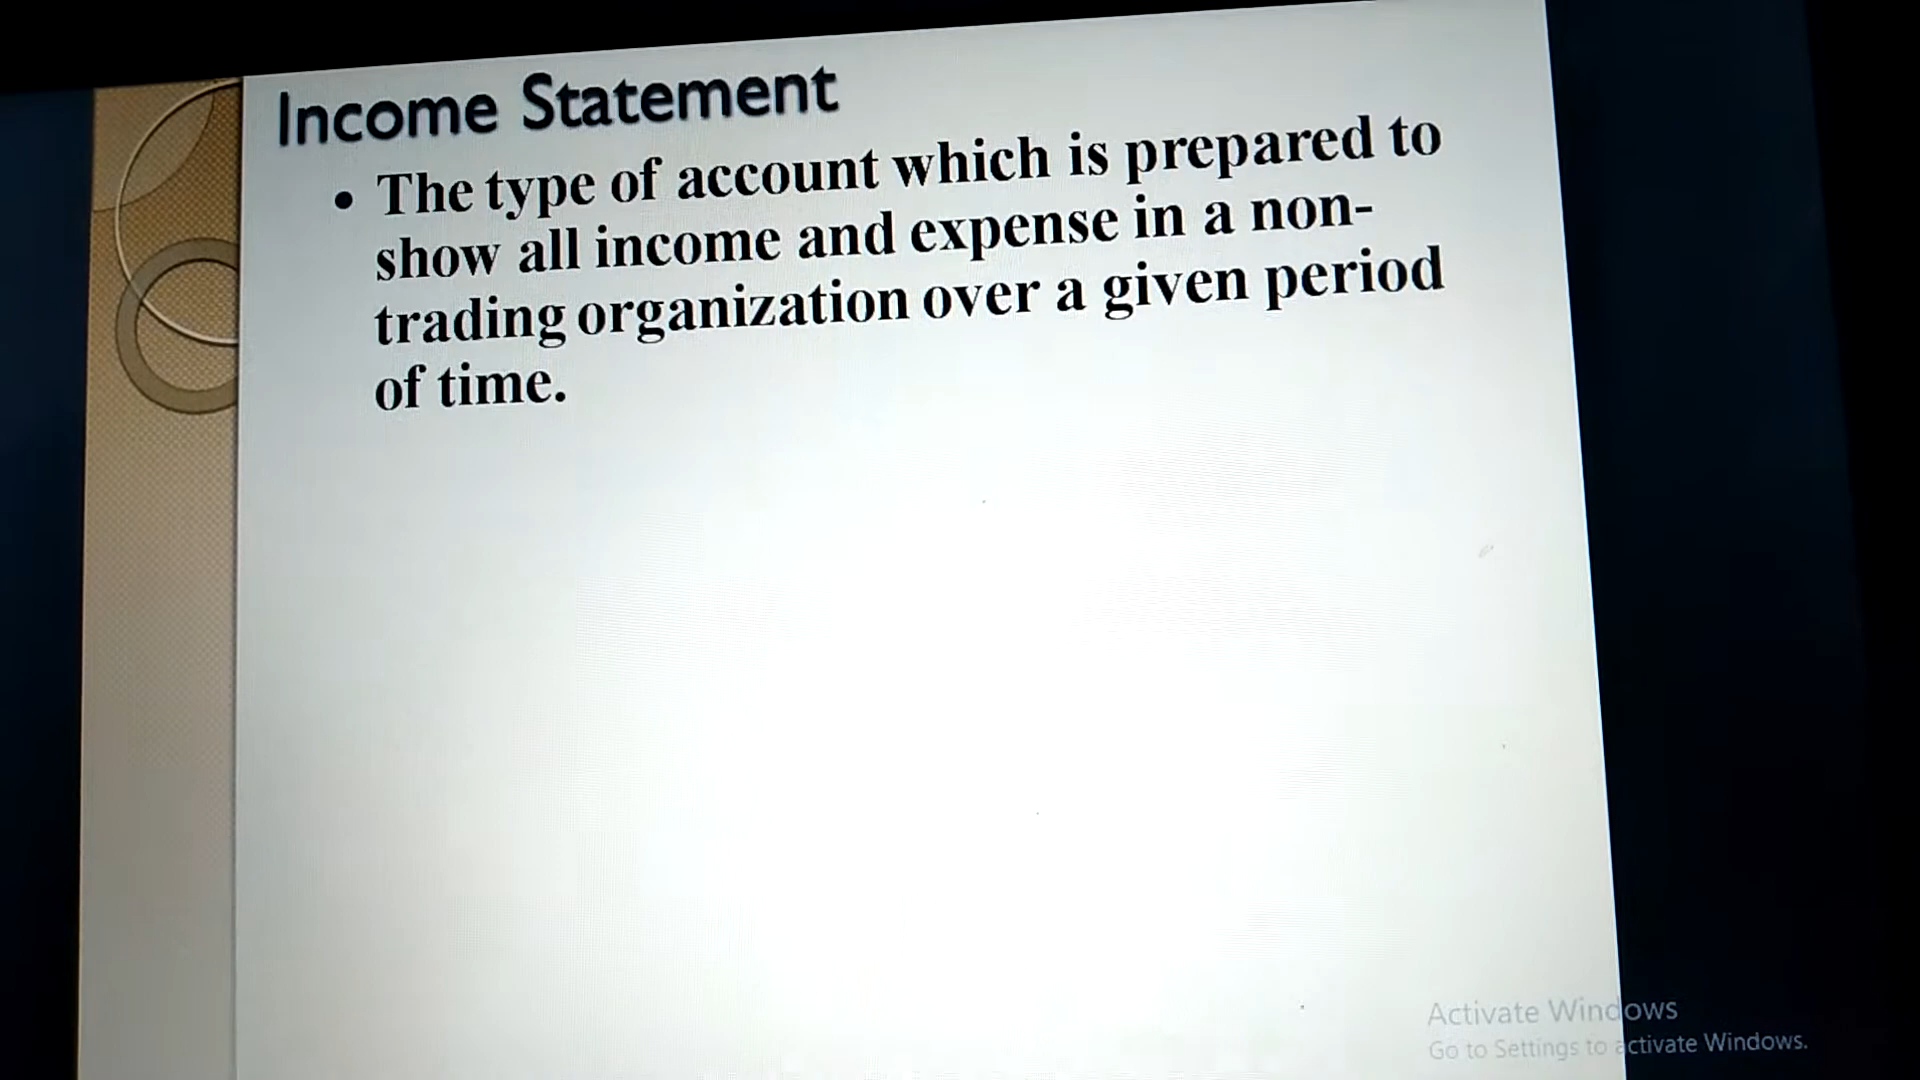 Income Statement
• The type of account which is prepared to
show all income and expense in a non-
trading organization over a given period
of time.
Activate Windows
Go to Settings to activate Windows.